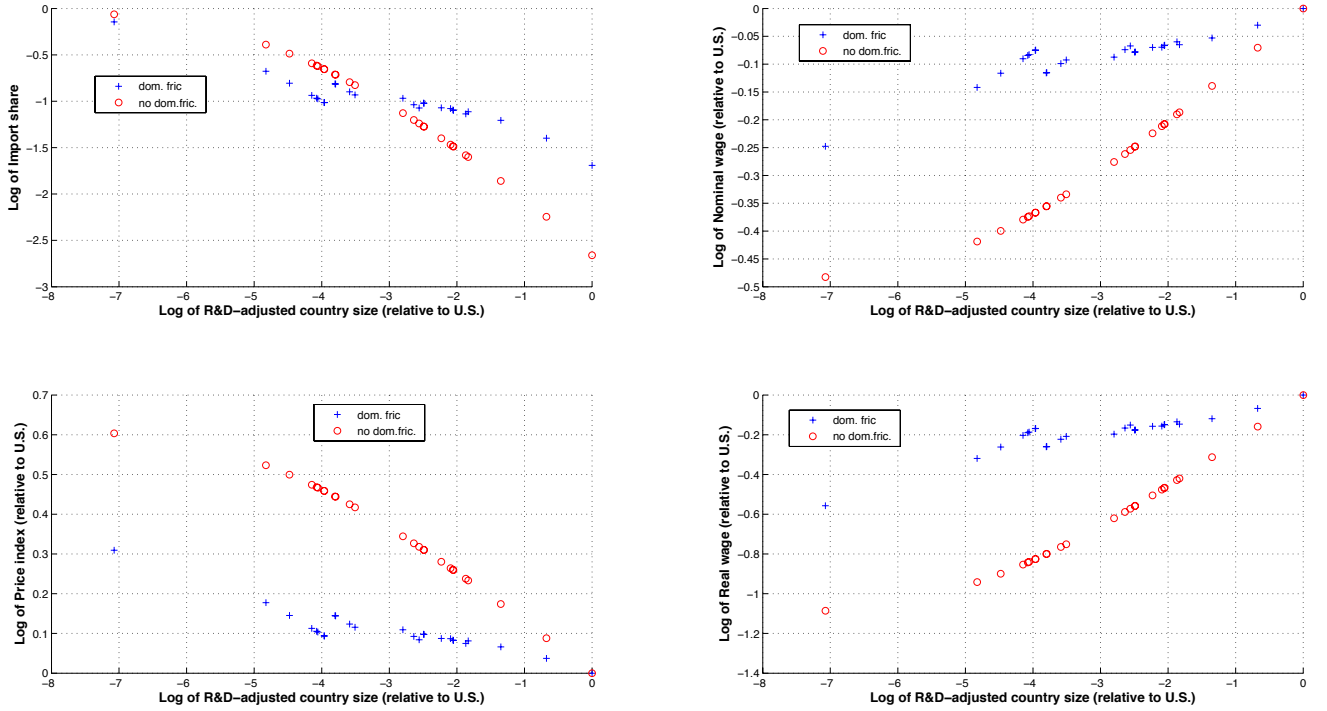 0
−0.5
−1
−1.5
−2
−2.5
−3
Log of Import share
dom. fric
no dom.fric.
−8 −7 −6 −5 −4 −3 −2 −1 0
Log of R&D−adjusted country size (relative to U.S.)
0
−0.05
−0.1
−0.15
−0.2
−0.25
−0.3
−0.35
−0.4
−0.45
−0.5
Log of Nominal wage (relative to U.S.)
dom. fric
no dom.fric.
−8 −7 −6 −5 −4 −3 −2 −1 0
Log of R&D−adjusted country size (relative to U.S.)
0.7
0.6
0.5
0.4
0.3
0.2
0.1
0
Log of Price index (relative to U.S.)
dom. fric
no dom.fric.
−8 −7 −6 −5 −4 −3 −2 −1 0
Log of R&D−adjusted country size (relative to U.S.)
0
−0.2
−0.4
−0.6
−0.8
−1
−1.2
−1.4
Log of Real wage (relative to U.S.)
dom. fric
no dom.fric.
−8 −7 −6 −5 −4 −3 −2 −1 0
Log of R&D−adjusted country size (relative to U.S.)